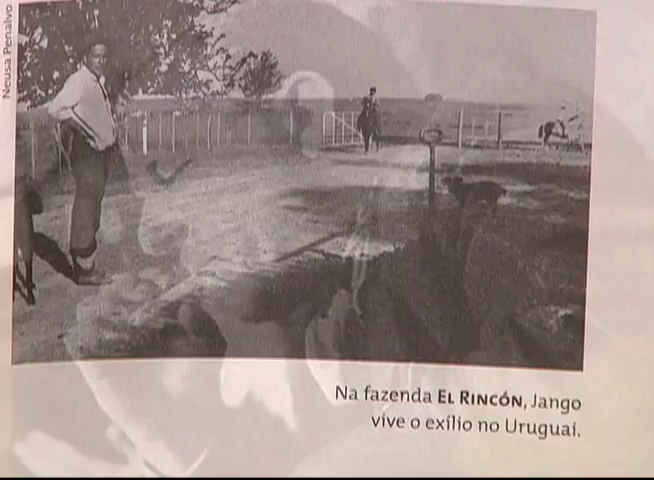 Neusa Penalvo
Na fazenda EL RINCÓN, Jango
vive o exílio no Uruguai.